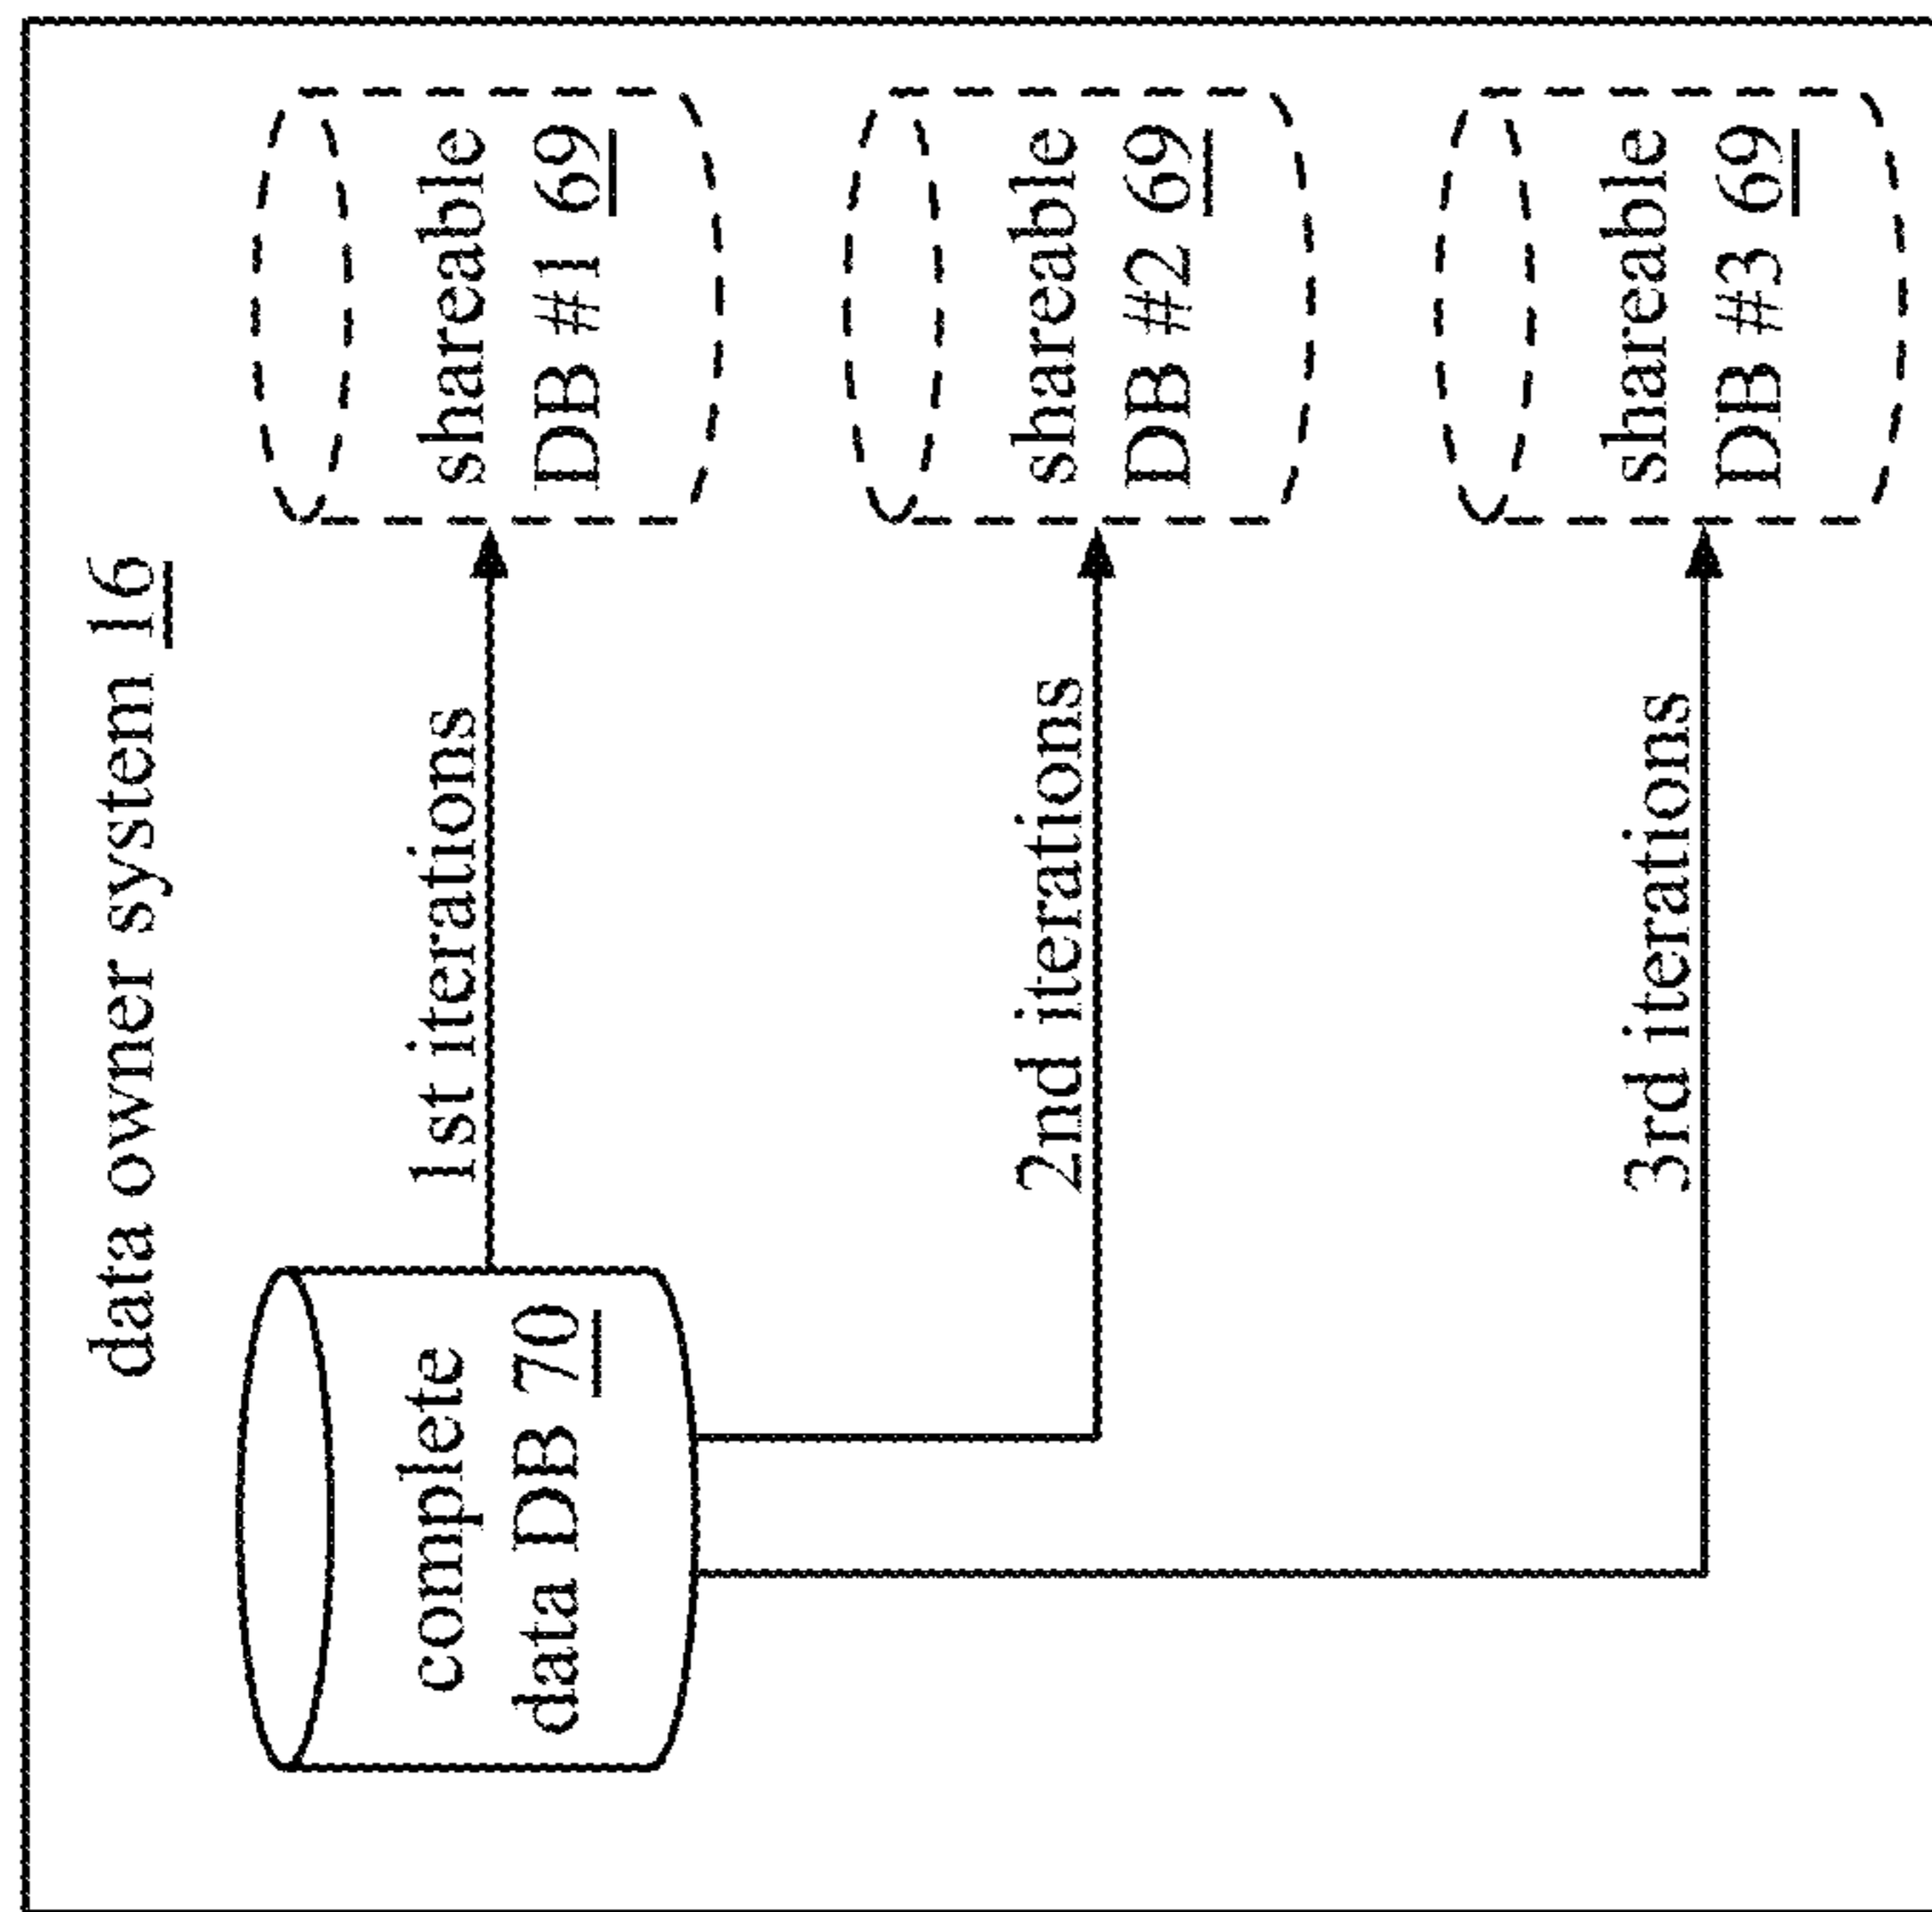 data owner system 16
complete
data DB 70
1st iterations
shareable
DB #1 69
2nd iterations
shareable
DB #2 69
3rd iterations
shareable
DB #3 69